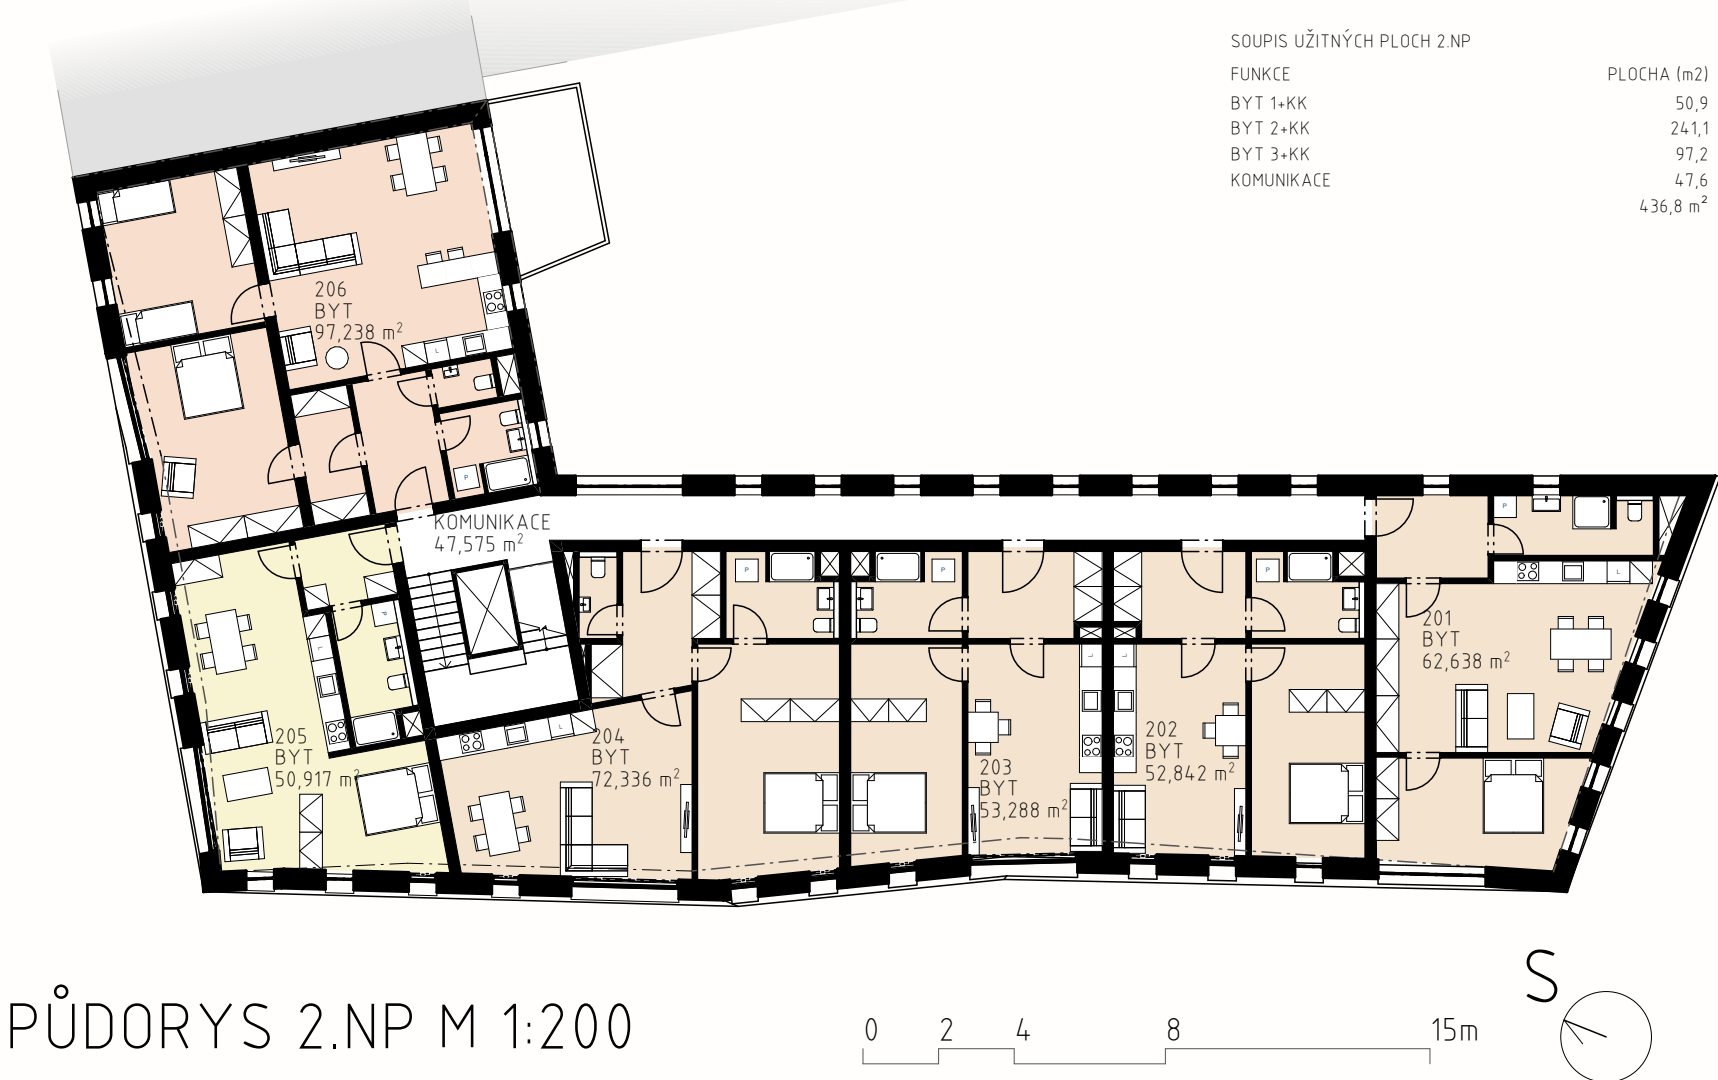 SOUPIS UŽITNÝCH PLOCH 2.NP
FUNKCE PLOCHA (m2)
BYT 1+KK 50,9
BYT 2+KK 241,1
BYT 3+KK 97,2
KOMUNIKACE 47,6
436,8 m²
206
BYT
97,238 m²
L
P
KOMUNIKACE
47,575 m²
P
P
P
P
P
L
L
L
L
L
201
BYT
62,638 m²
205
BYT
50,917 m²
204
BYT
72,336 m²
203
BYT
53,288 m²
202
BYT
52,842 m²
S
PŮDORYS 2.NP M 1:200
0 2 4 8 15m